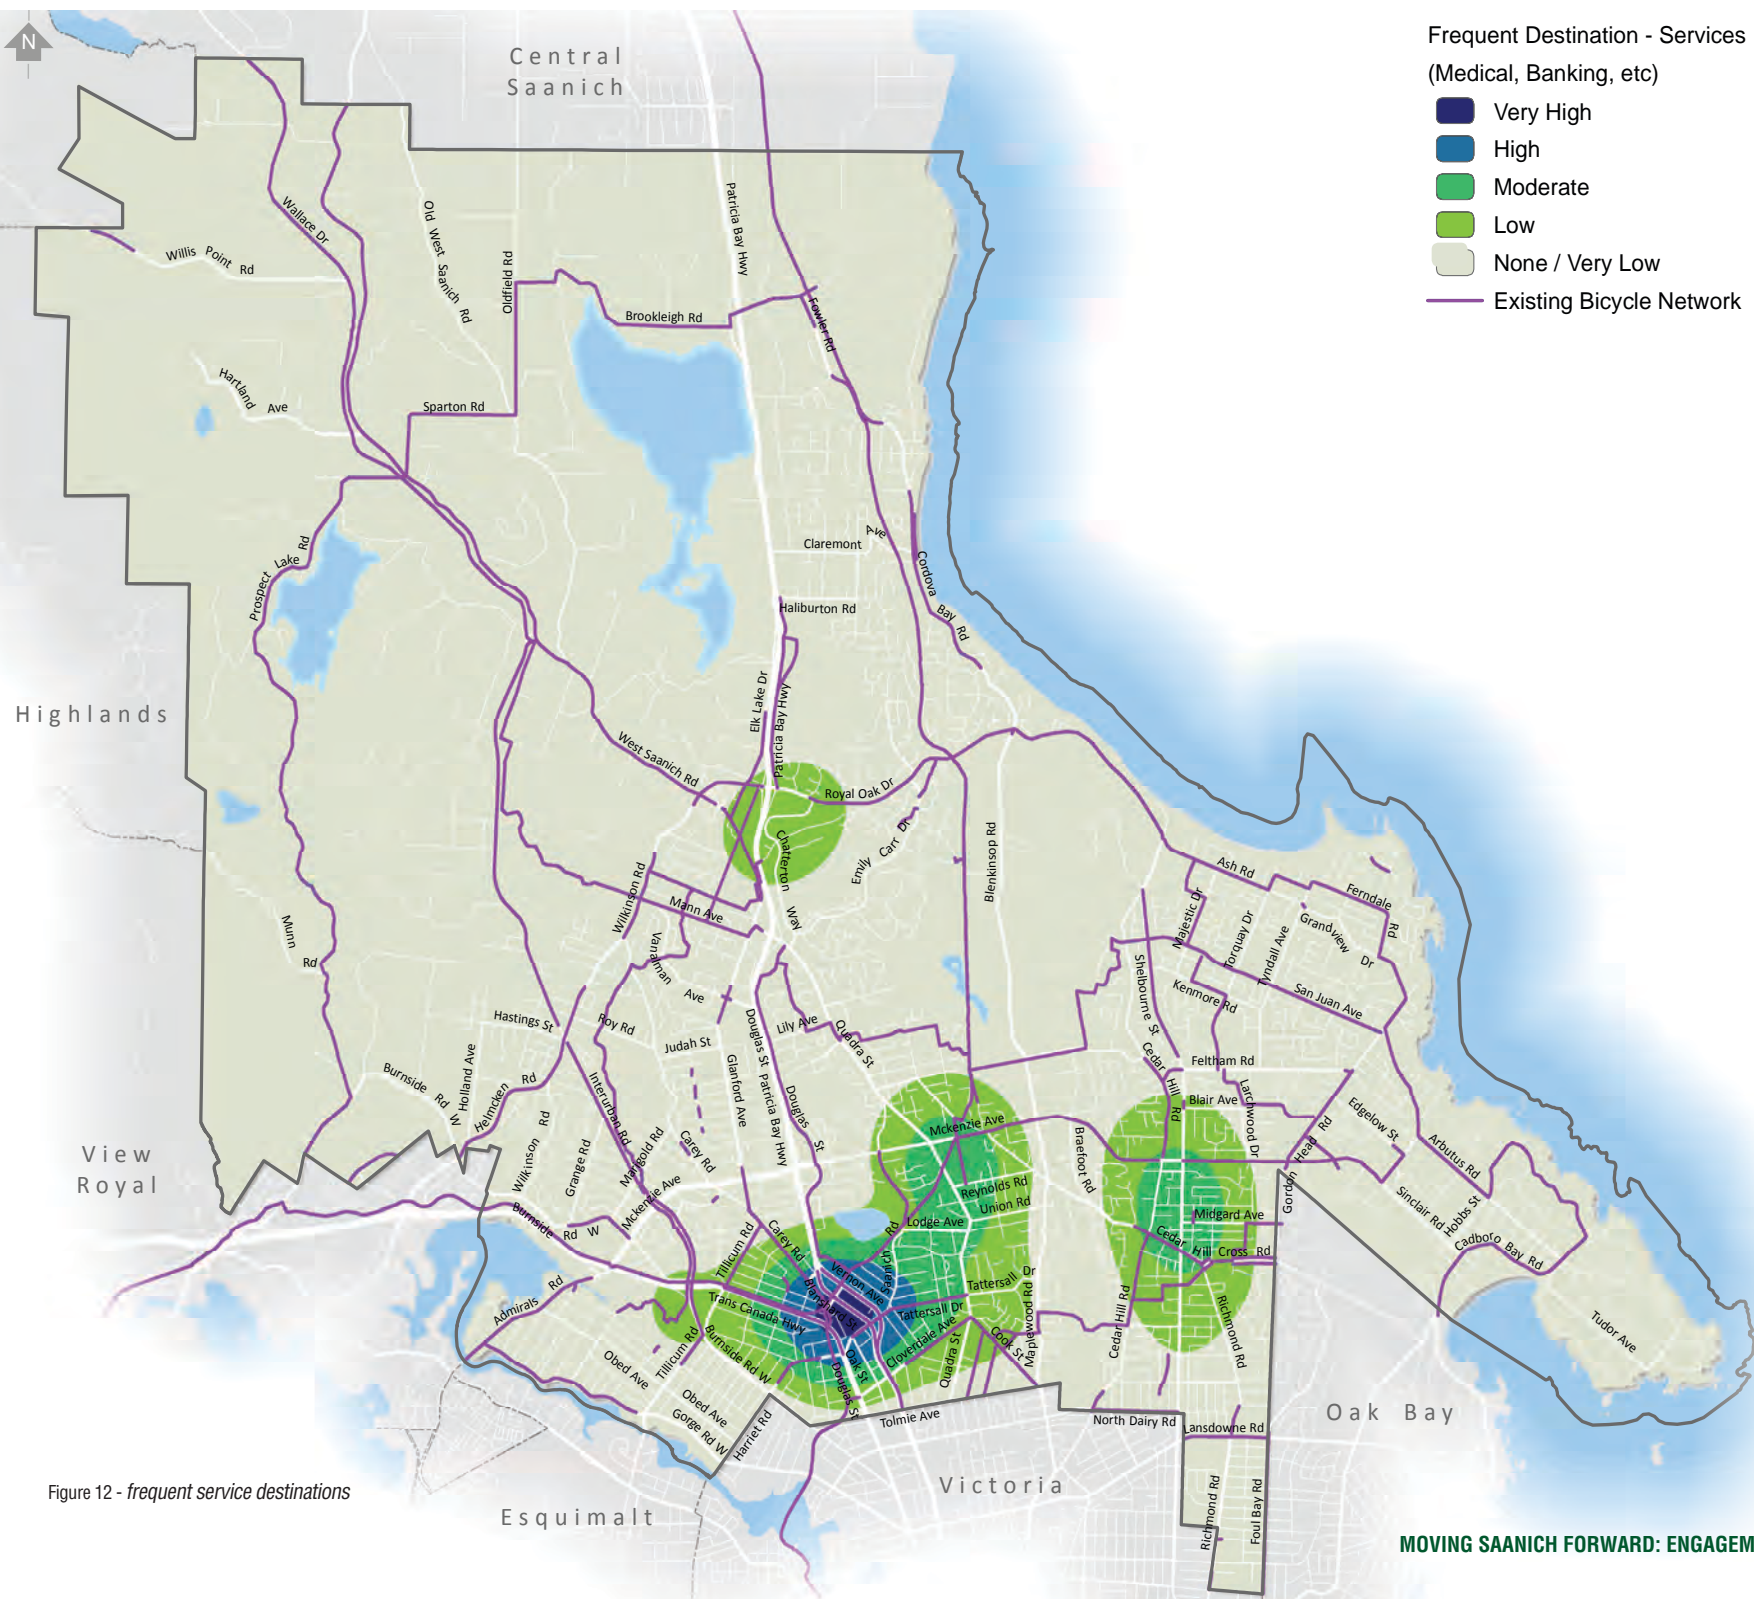 N
Central
Saanich
Frequent Destination - Services
(Medical, Banking, etc)
Very High
High
Moderate
Low
None / Very Low
Existing Bicycle Network
Wallace Dr
Willis Point Rd
Old West Saanich Rd
Oldfield Rd
Patricia Bay Hwy
Brookleigh Rd
Fowler Rd
Hartland Ave
Sparton Rd
Claremont Ave
Cordova Bay Rd
Prospect Lake Rd
Haliburton Rd
Elk Lake Dr
Patricia Bay Hwy
Highlands
West Saanich Rd
Royal Oak Dr
Chatterton Way
Emily Carr Dr
Blenkinsop Rd
Ash Rd
Ferndale Rd
Majestic Dr
Torquay Dr
Tyndall Ave
Grandview Dr
Wilkinson Rd
Mann Ave
Munn Rd
Vanalman Ave
Shelbourne St
Kenmore Rd
San Juan Ave
Hastings St
Roy Rd
Judah St
Douglas St
Lily Ave
Quadra St
Cedar Hill Rd
Feltham Rd
Holland Ave
Burnside Rd W
Helmcken Rd
Interurban Rd
Glanford Ave
Patricia Bay Hwy
Douglas St
Blair Ave
Larchwood Dr
Edgelow St
Mckenzie Ave
Braefoot Rd
Gordon Head Rd
Arbutus Rd
View
Royal
Wilkinson Rd
Grange Rd
Marigold Rd
Carey Rd
Mckenzie Ave
Reynolds Rd
Union Rd
Lodge Ave
Midgard Ave
Sinclair Rd
Hobbs St
Cadboro Bay Rd
Burnside Rd W
Tillicum Rd
Carey Rd
Saanich Rd
Cedar Hill Cross Rd
Vernon Ave
Blanshard St
Tattersall Dr
Tattersall Dr
Maplewood Rd
Admirals Rd
Trans Canada Hwy
Cloverdale Ave
Cook St
Cedar Hill Rd
Richmond Rd
Tudor Ave
Tillicum Rd
Burnside Rd W
Oak St
Quadra St
Obed Ave
Obed Ave
Douglas St
Gorge Rd W
Harriet Rd
Tolmie Ave
North Dairy Rd
Lansdowne Rd
Oak Bay
Victoria
Richmond Rd
Foul Bay Rd
Esquimalt
Figure 12 - frequent service destinations
MOVING SAANICH FORWARD: ENGAGEM